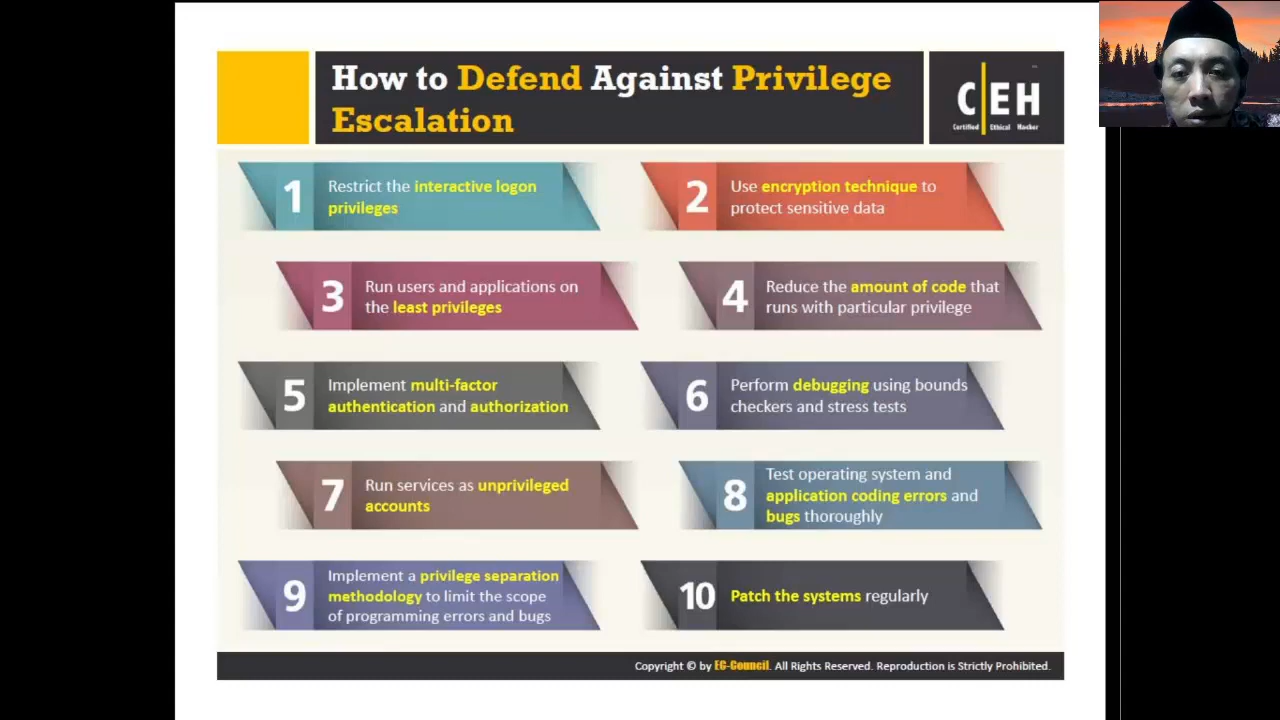 How to Defend Against Privilege
Escalation
C|EH
Certified Ethical Hacker
1
Restrict the interactive logon
privileges
2
Use encryption technique to
protect sensitive data
3
Run users and applications on
the least privileges
4
Reduce the amount of code that
runs with particular privilege
5
Implement multi-factor
authentication and authorization
6
Perform debugging using bounds
checkers and stress tests
7
Run services as unprivileged
accounts
8
Test operating system and
application coding errors and
bugs thoroughly
9
Implement a privilege separation
methodology to limit the scope
of programming errors and bugs
10
Patch the systems regularly
Copyright © by EC-Council. All Rights Reserved. Reproduction is Strictly Prohibited.